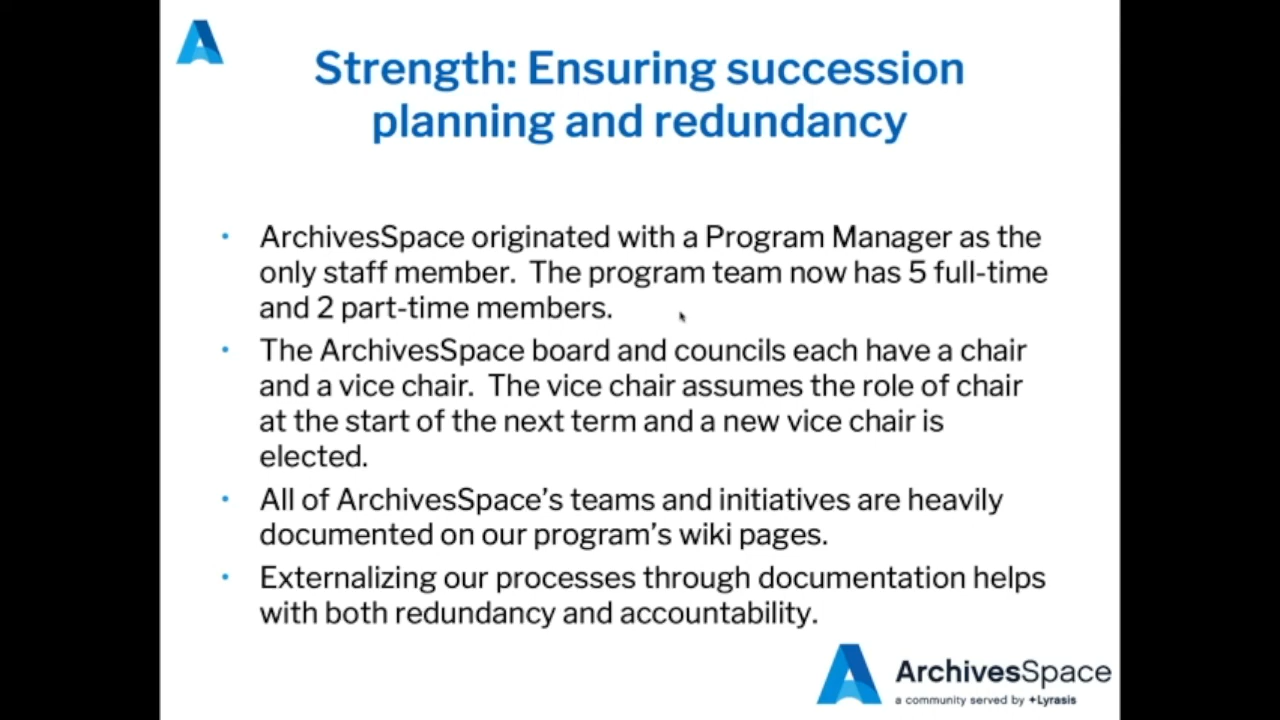 Strength: Ensuring succession
planning and redundancy
• ArchivesSpace originated with a Program Manager as the
only staff member.  The program team now has 5 full-time
and 2 part-time members.
• The ArchivesSpace board and councils each have a chair
and a vice chair.  The vice chair assumes the role of chair
at the start of the next term and a new vice chair is
elected.
• All of ArchivesSpace’s teams and initiatives are heavily
documented on our program’s wiki pages.
• Externalizing our processes through documentation helps
with both redundancy and accountability.
ArchivesSpace
a community served by +Lyrasis